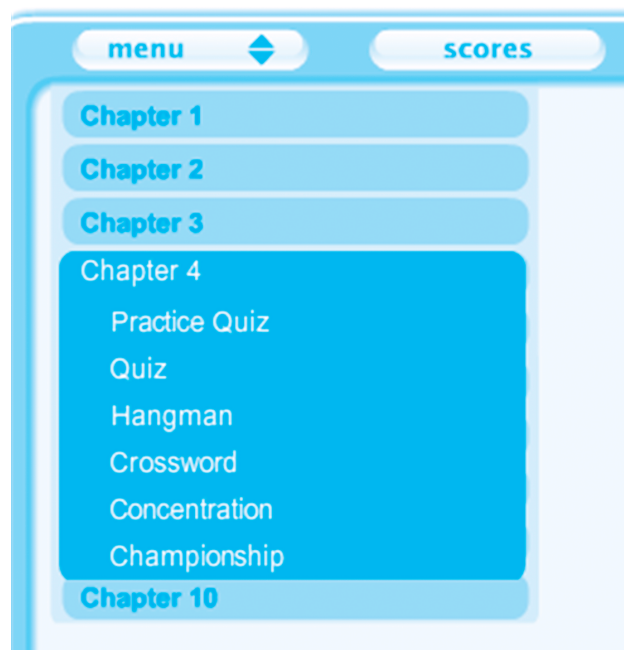 menu scores
Chapter 1
Chapter 2
Chapter 3
Chapter 4
Practice Quiz
Quiz
Hangman
Crossword
Concentration
Championship
Chapter 10